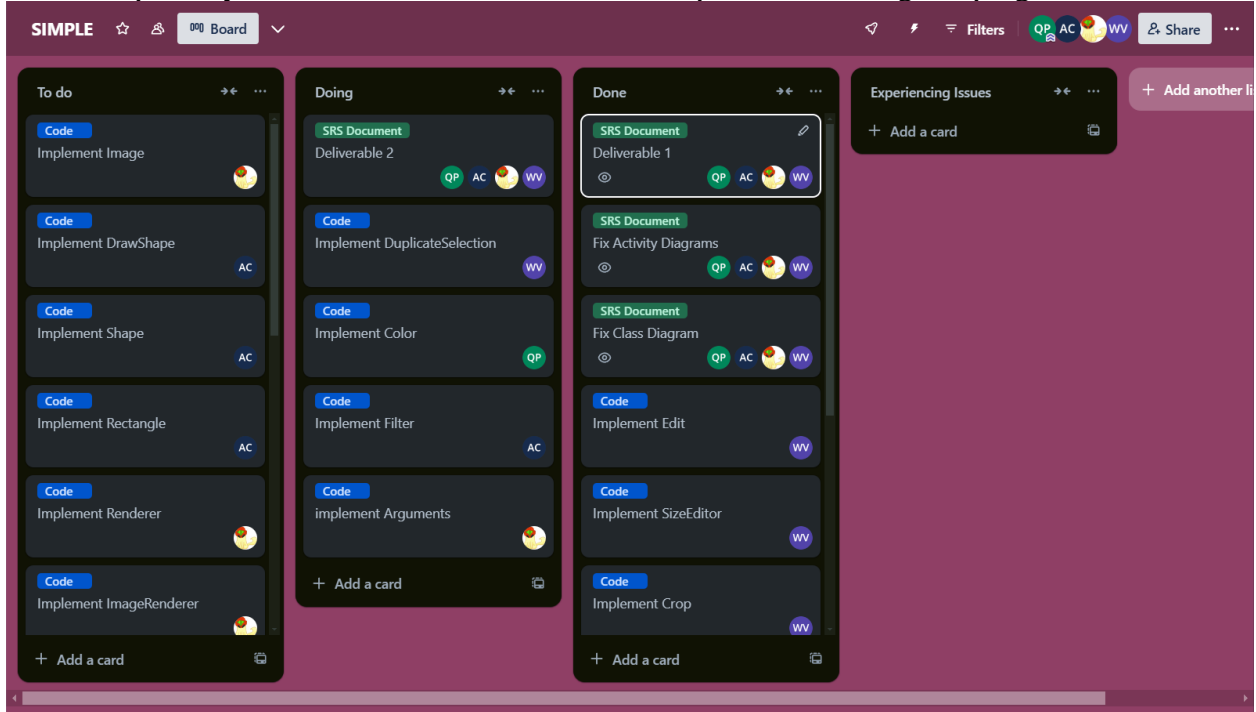 SIMPLE Board Filters QP AC WV Share
To do
Code
Implement Image
Code
Implement DrawShape
AC
Code
Implement Shape
AC
Code
Implement Rectangle
AC
Code
Implement Renderer
Code
Implement ImageRenderer
+ Add a card
Doing
SRS Document
Deliverable 2
QP AC WV
Code
Implement DuplicateSelection
WV
Code
Implement Color
QP
Code
Implement Filter
AC
Code
implement Arguments
+ Add a card
Done
SRS Document
Deliverable 1
QP AC WV
SRS Document
Fix Activity Diagrams
QP AC WV
SRS Document
Fix Class Diagram
QP AC WV
Code
Implement Edit
WV
Code
Implement SizeEditor
WV
Code
Implement Crop
WV
+ Add a card
Experiencing Issues
+ Add a card
+ Add another li